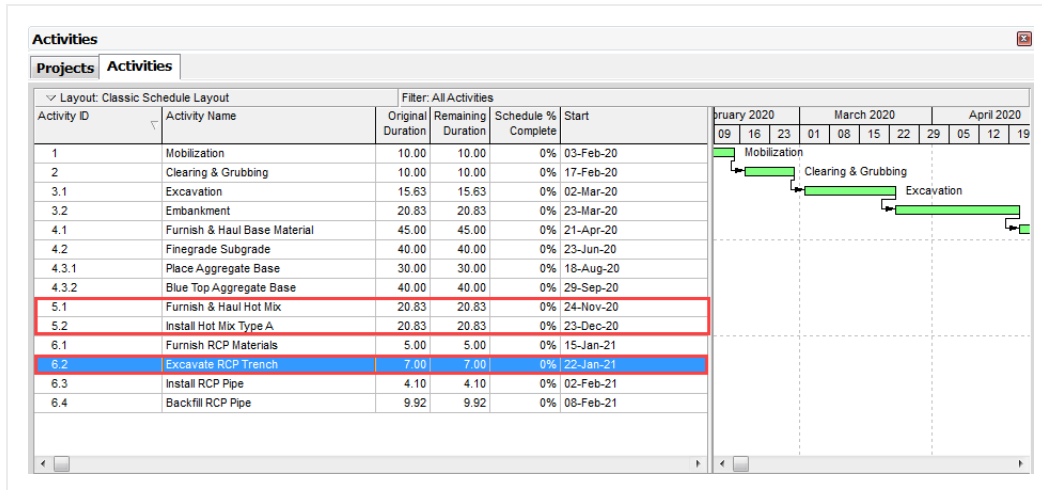 Activities
Projects Activities
Layout: Classic Schedule Layout Filter: All Activities
Activity ID Activity Name Original Duration Remaining Duration Schedule % Complete Start
1 Mobilization 10.00 10.00 0% 03-Feb-20
2 Clearing & Grubbing 10.00 10.00 0% 17-Feb-20
3.1 Excavation 15.63 15.63 0% 02-Mar-20
3.2 Embankment 20.83 20.83 0% 23-Mar-20
4.1 Furnish & Haul Base Material 45.00 45.00 0% 21-Apr-20
4.2 Finegrade Subgrade 40.00 40.00 0% 23-Jun-20
4.3.1 Place Aggregate Base 30.00 30.00 0% 18-Aug-20
4.3.2 Blue Top Aggregate Base 40.00 40.00 0% 29-Sep-20
5.1 Furnish & Haul Hot Mix 20.83 20.83 0% 24-Nov-20
5.2 Install Hot Mix Type A 20.83 20.83 0% 23-Dec-20
6.1 Furnish RCP Materials 5.00 5.00 0% 15-Jan-21
6.2 Excavate RCP Trench 7.00 7.00 0% 22-Jan-21
6.3 Install RCP Pipe 4.10 4.10 0% 02-Feb-21
6.4 Backfill RCP Pipe 9.92 9.92 0% 08-Feb-21
bruary 2020 March 2020 April 2020
09 16 23 01 08 15 22 29 05 12 19
Mobilization
Clearing & Grubbing
Excavation